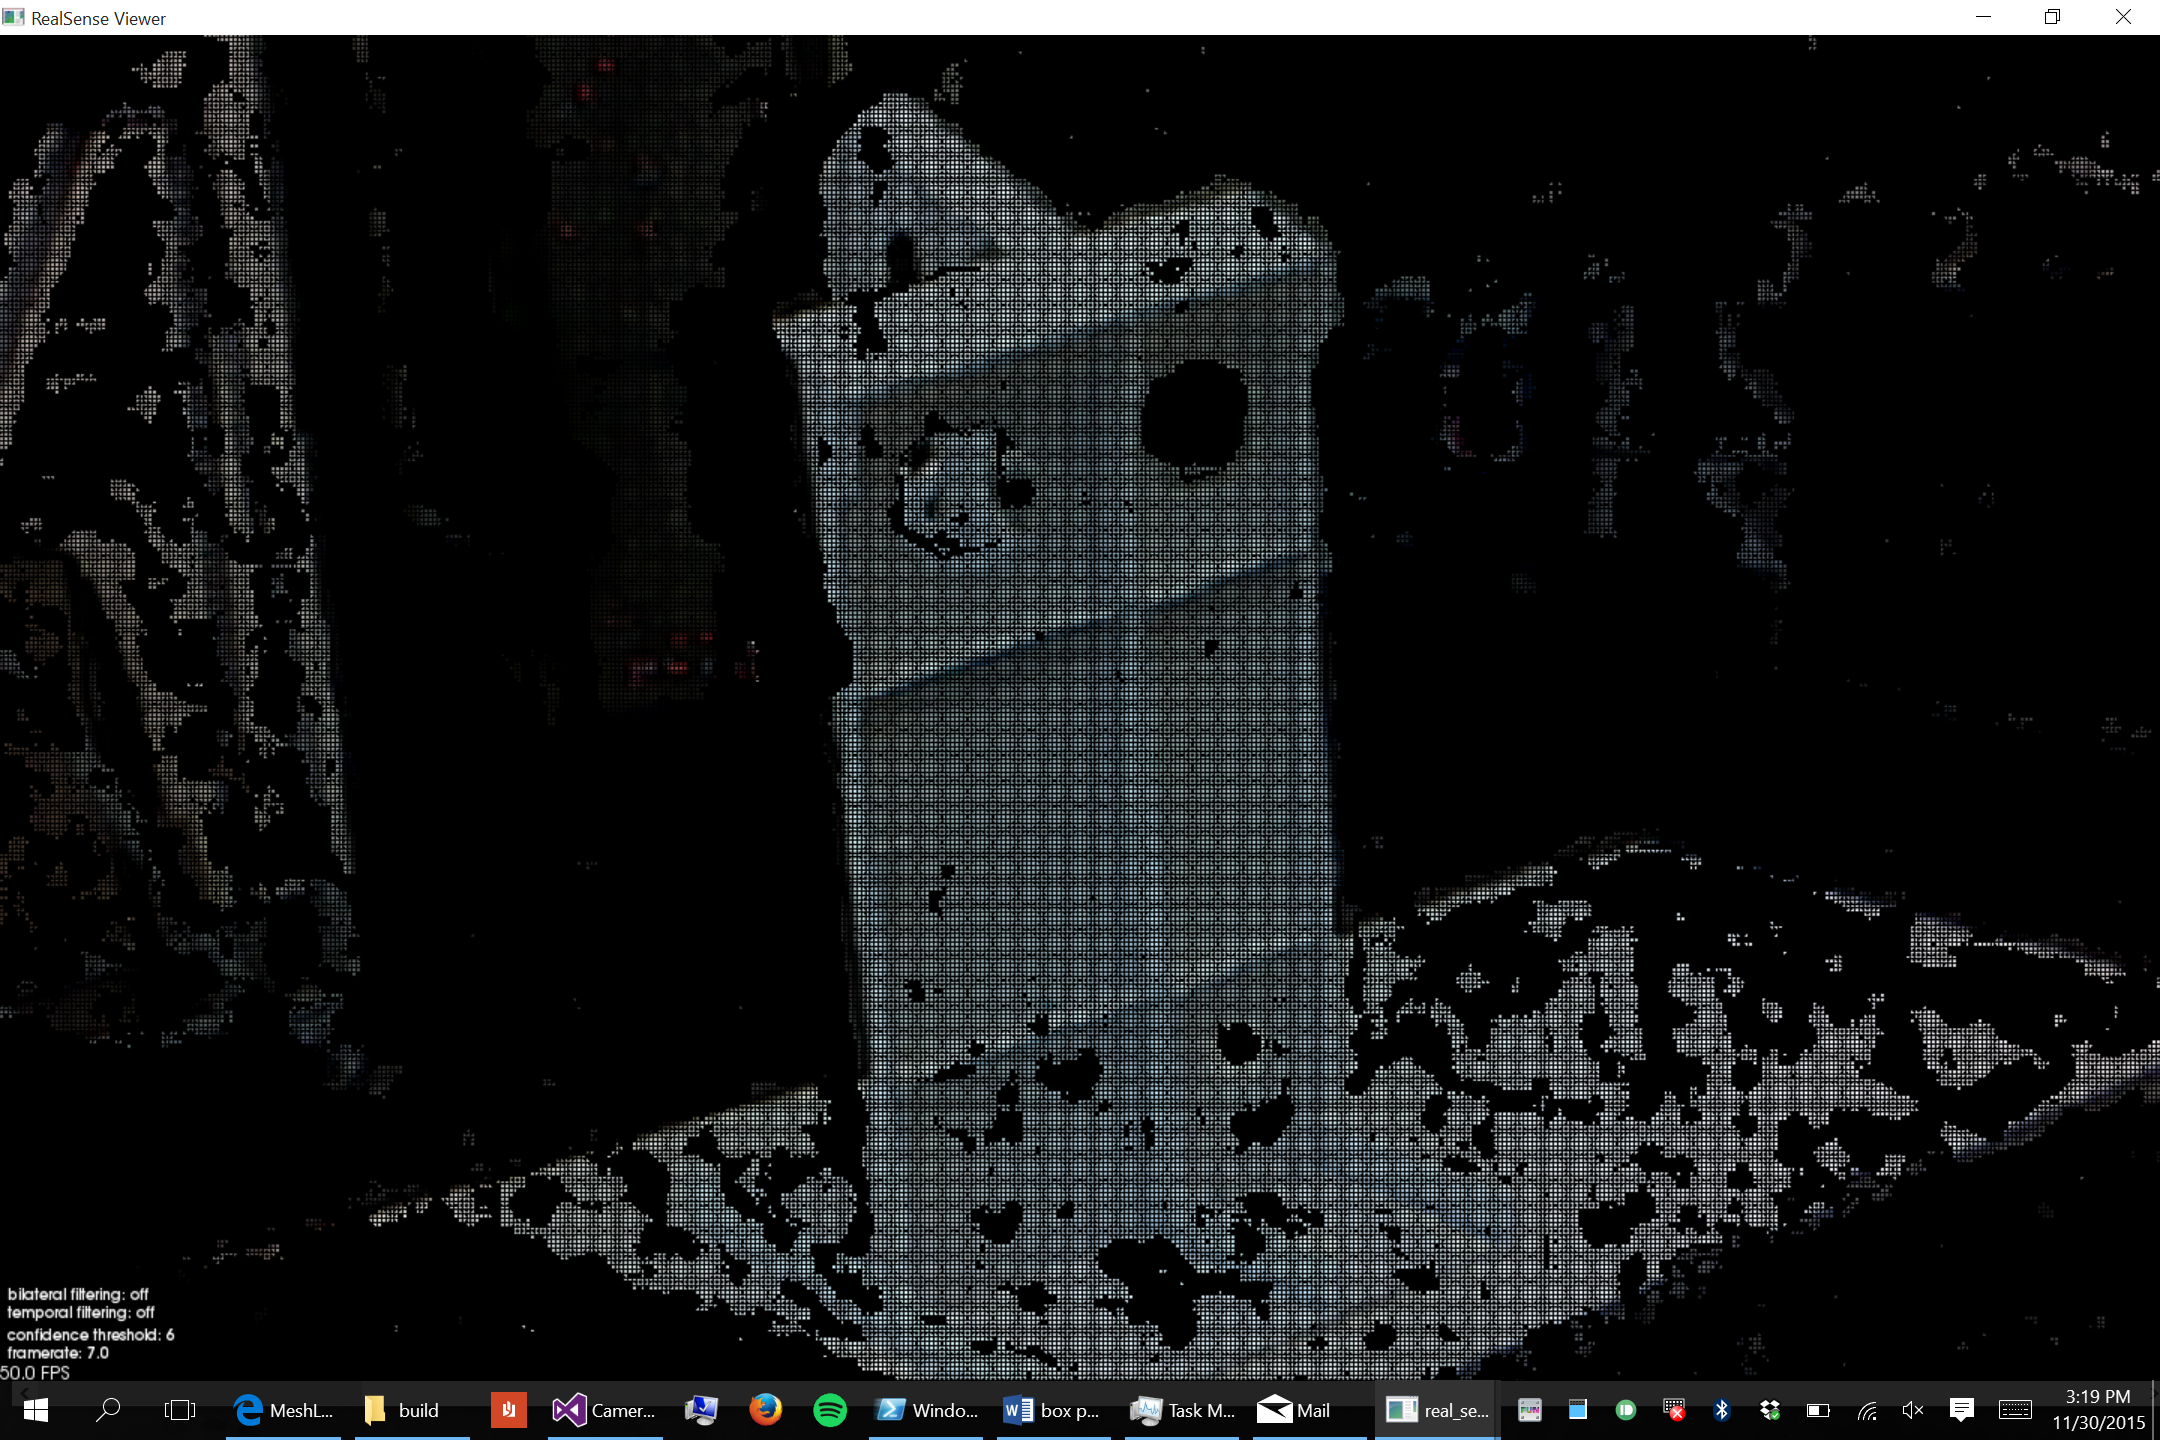 RealSense Viewer
bilateral filtering: off
temporal filtering: off
confidence threshold: 6
framerate: 7.0
50.0 FPS
MeshL...
build
Camer...
Windo...
box p...
Task M...
Mail
real_se...
FUN
3:19 PM
11/30/2015